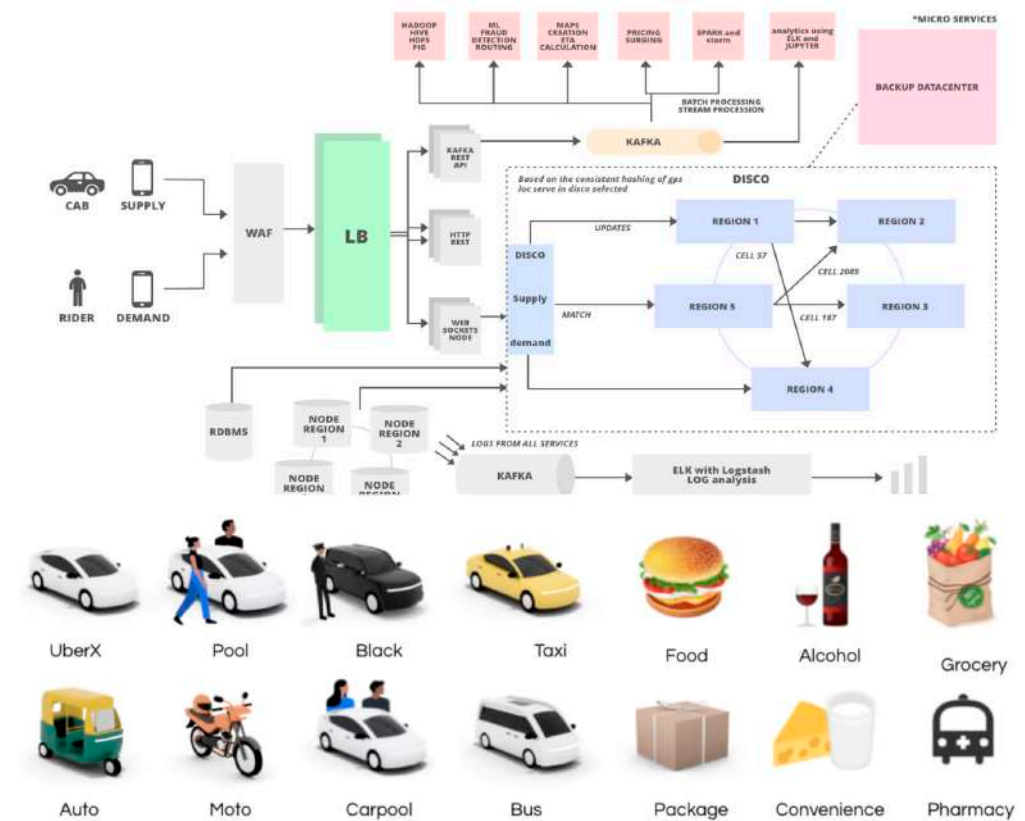 HADOOP
HIVE
HDFS
PIG
ML
FRAUD
DETECTION
ROUTING
MAPS
CREATION
ETA
CALCULATION
PRICING
SURGING
SPARK and
storm
analytics using
ELK and
JUPYTER
*MICRO SERVICES
BACKUP DATACENTER
BATCH PROCESSING
STREAM PROCESSION
KAFKA
REST
API
KAFKA
CAB
SUPPLY
WAF
LB
HTTP
REST
RIDER
DEMAND
WEB
SOCKETS
NODE
Based on the consistant hashing of gps
loc serve in disco selected
DISCO
DISCO
Supply
demand
UPDATES
MATCH
REGION 1
REGION 2
CELL 57
CELL 2089
REGION 5
REGION 3
CELL 187
REGION 4
RDBMS
NODE
REGION
1
NODE
REGION
2
NODE
REGION
NODE
REGION
LOGS FROM ALL SERVICES
KAFKA
ELK with Logstash
LOG analysis
UberX
Pool
Black
Taxi
Food
Alcohol
Grocery
Auto
Moto
Carpool
Bus
Package
Convenience
Pharmacy